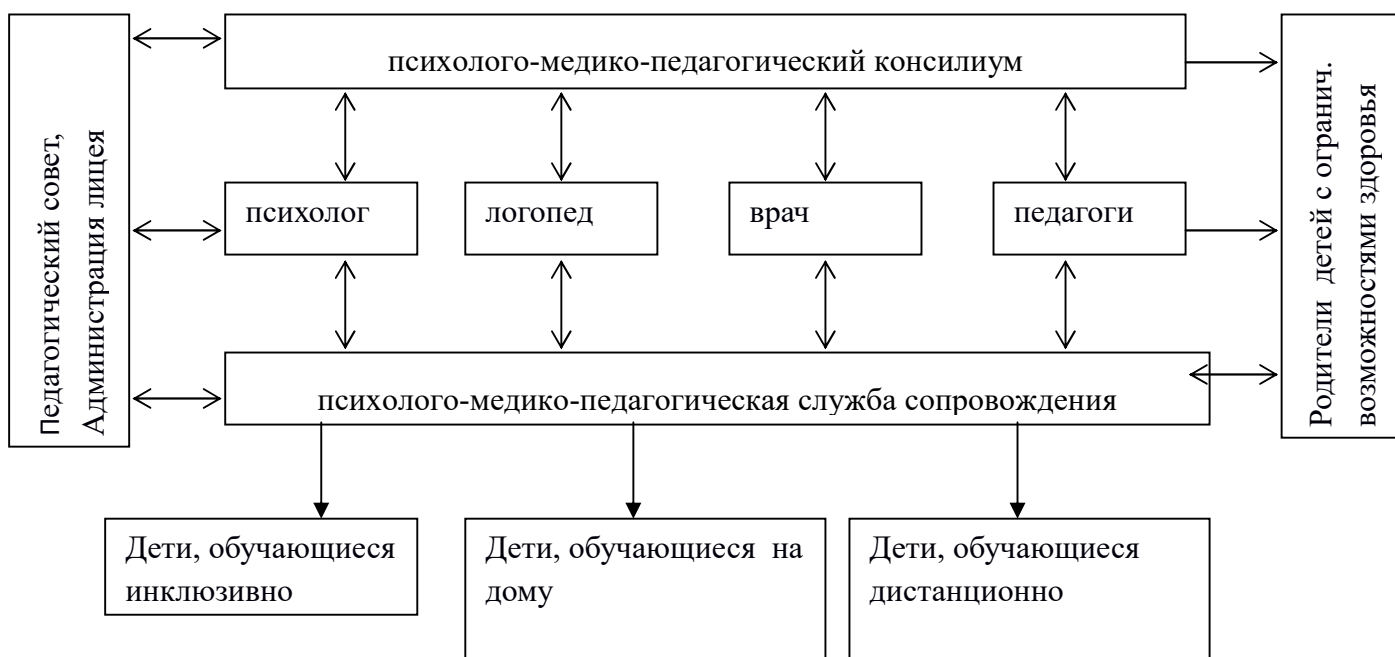 психолого-медико-педагогический консилиум
Педагогический совет,
Администрация лицея
Родители детей с огранич.
возможностями здоровья
психолог
логопед
врач
педагоги
психолого-медико-педагогическая служба сопровождения
Дети, обучающиеся
инклюзивно
Дети, обучающиеся на
дому
Дети, обучающиеся
дистанционно